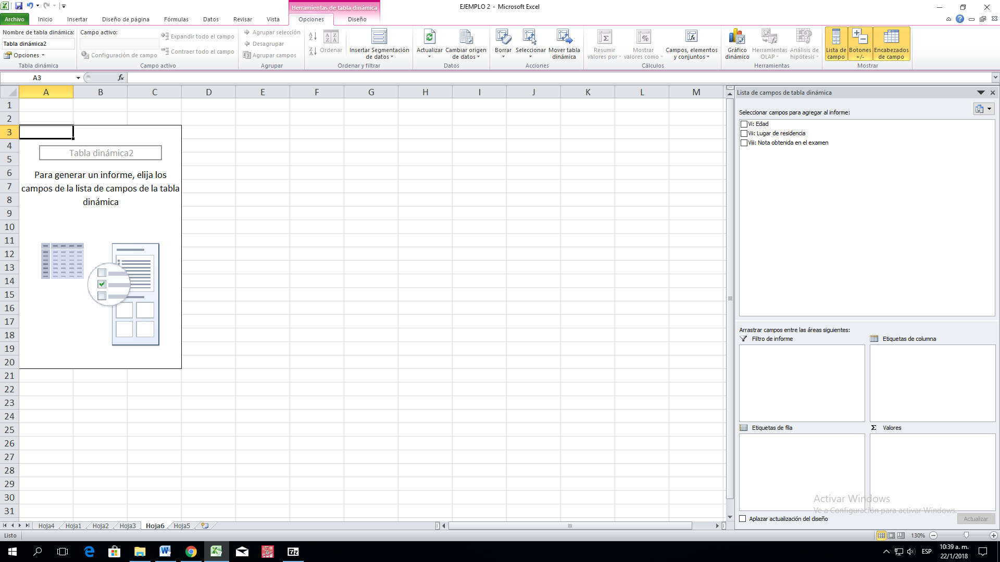 EJEMPLO 2 - Microsoft Excel
Herramientas de tabla dinámica
Archivo Inicio Insertar Diseño de página Fórmulas Datos Revisar Vista Opciones Diseño
Nombre de tabla dinámica:
Tabla dinámica2
Opciones
Tabla dinámica
Campo activo:
Configuración de campo
Expandir todo el campo
Contraer todo el campo
Campo activo
Agrupar selección
Desagrupar
Agrupar campos
Agrupar
Ordenar
Insertar Segmentación
de datos
Ordenar y filtrar
Actualizar
Cambiar origen
de datos
Datos
Borrar
Seleccionar
Mover tabla
dinámica
Acciones
Resumir
valores por
Mostrar
valores como
Campos, elementos
y conjuntos
Cálculos
Gráfico
dinámico
Herramientas
OLAP
Análisis de
hipótesis
Herramientas
Lista de
campo
Botones
+/-
Encabezados
de campo
Mostrar
A3
fx
A B C D E F G H I J K L M
1
2
3
4
5
6
7
8
9
10
11
12
13
14
15
16
17
18
19
20
21
22
23
24
25
26
27
28
29
30
31
Tabla dinámica2
Para generar un informe, elija los
campos de la lista de campos de la tabla
dinámica
Lista de campos de tabla dinámica
Seleccionar campos para agregar al informe:
Vi: Edad
Vii: Lugar de residencia
Viii: Nota obtenida en el examen
Arrastrar campos entre las áreas siguientes:
Filtro de informe
Etiquetas de columna
Etiquetas de fila
Σ Valores
Activar Windows
Ve a Configuración para activar Windows.
Aplazar actualización del diseño
Actualizar
Hoja4 Hoja1 Hoja2 Hoja3 Hoja6 Hoja5
Listo
130%
ESP
10:39 a. m.
22/1/2018